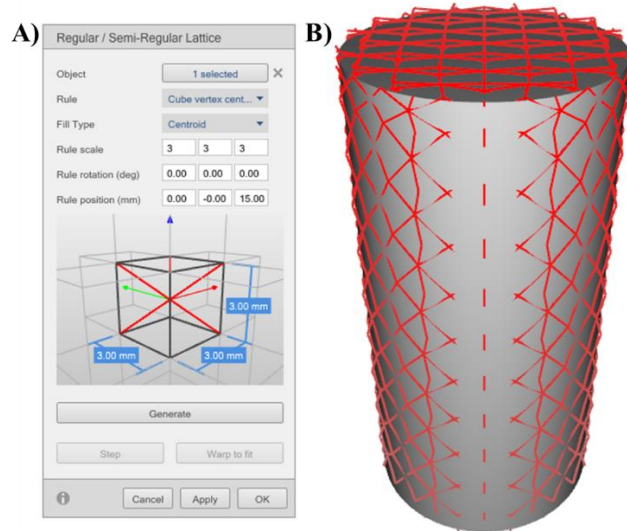 A)
B)
Regular / Semi-Regular Lattice
Object 1 selected
Rule Cube vertex cent...
Fill Type Centroid
Rule scale 3 3 3
Rule rotation (deg) 0.00 0.00 0.00
Rule position (mm) 0.00 -0.00 15.00
3.00 mm
3.00 mm 3.00 mm
Generate
Step Warp to fit
Cancel Apply OK